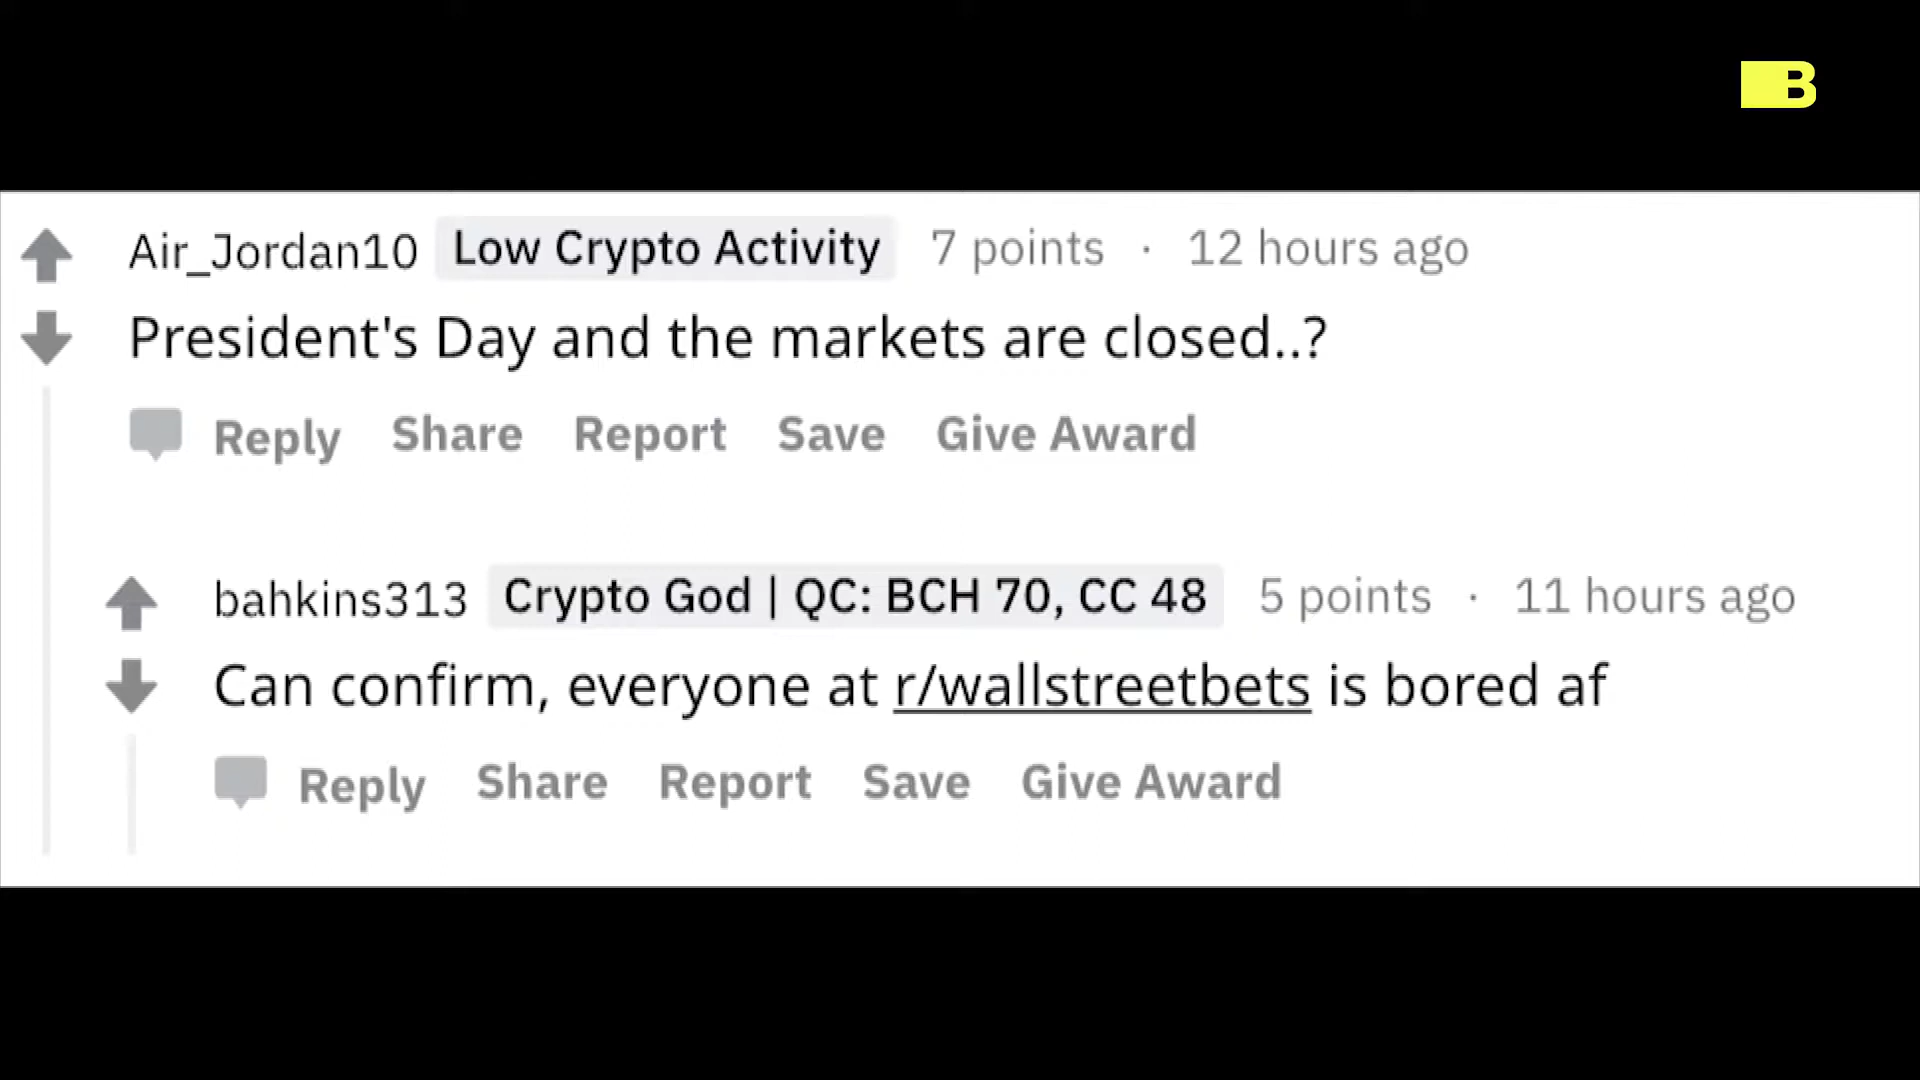 B
Air_Jordan10 Low Crypto Activity 7 points · 12 hours ago
President's Day and the markets are closed..?
Reply Share Report Save Give Award
bahkins313 Crypto God | QC: BCH 70, CC 48 5 points · 11 hours ago
Can confirm, everyone at r/wallstreetbets is bored af
Reply Share Report Save Give Award